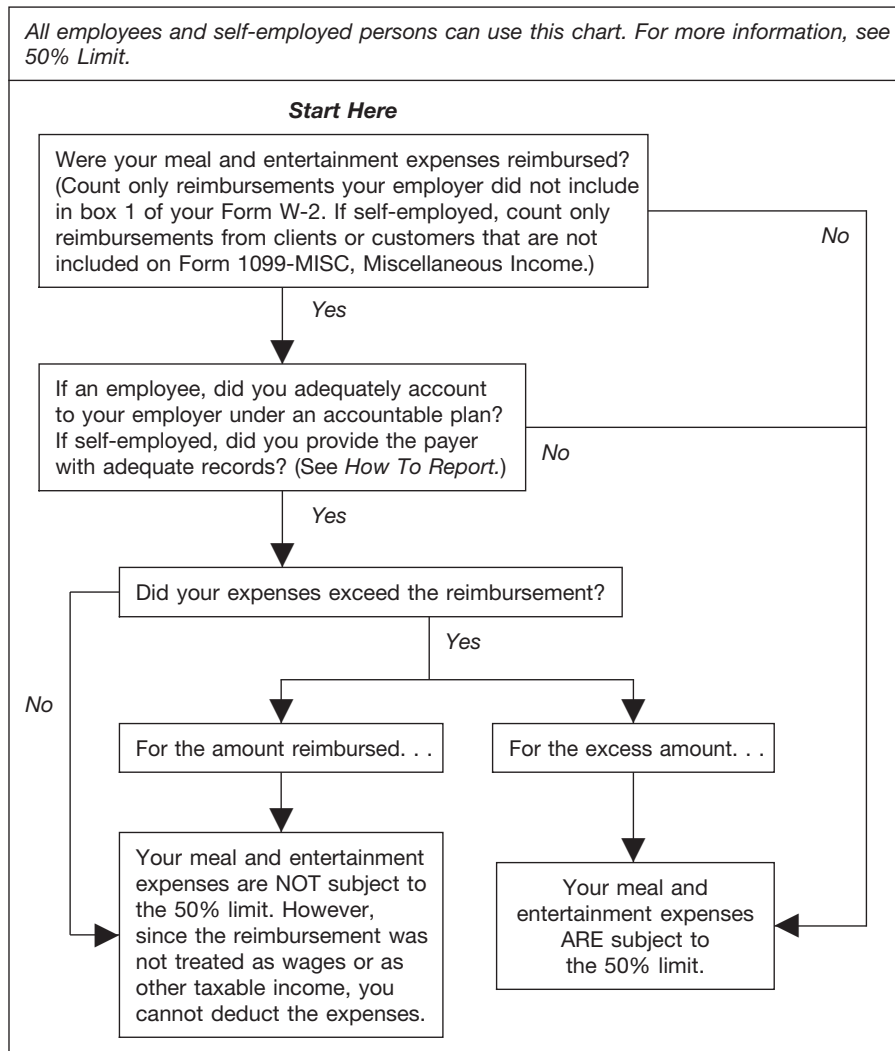 All employees and self-employed persons can use this chart. For more information, see
50% Limit.
Start Here
Were your meal and entertainment expenses reimbursed?
(Count only reimbursements your employer did not include
in box 1 of your Form W-2. If self-employed, count only
reimbursements from clients or customers that are not
included on Form 1099-MISC, Miscellaneous Income.)
No
Yes
If an employee, did you adequately account
to your employer under an accountable plan?
If self-employed, did you provide the payer
with adequate records? (See How To Report.)
No
Yes
Did your expenses exceed the reimbursement?
Yes
No
For the amount reimbursed. . .
For the excess amount. . .
Your meal and entertainment
expenses are NOT subject to
the 50% limit. However,
since the reimbursement was
not treated as wages or as
other taxable income, you
cannot deduct the expenses.
Your meal and
entertainment expenses
ARE subject to
the 50% limit.